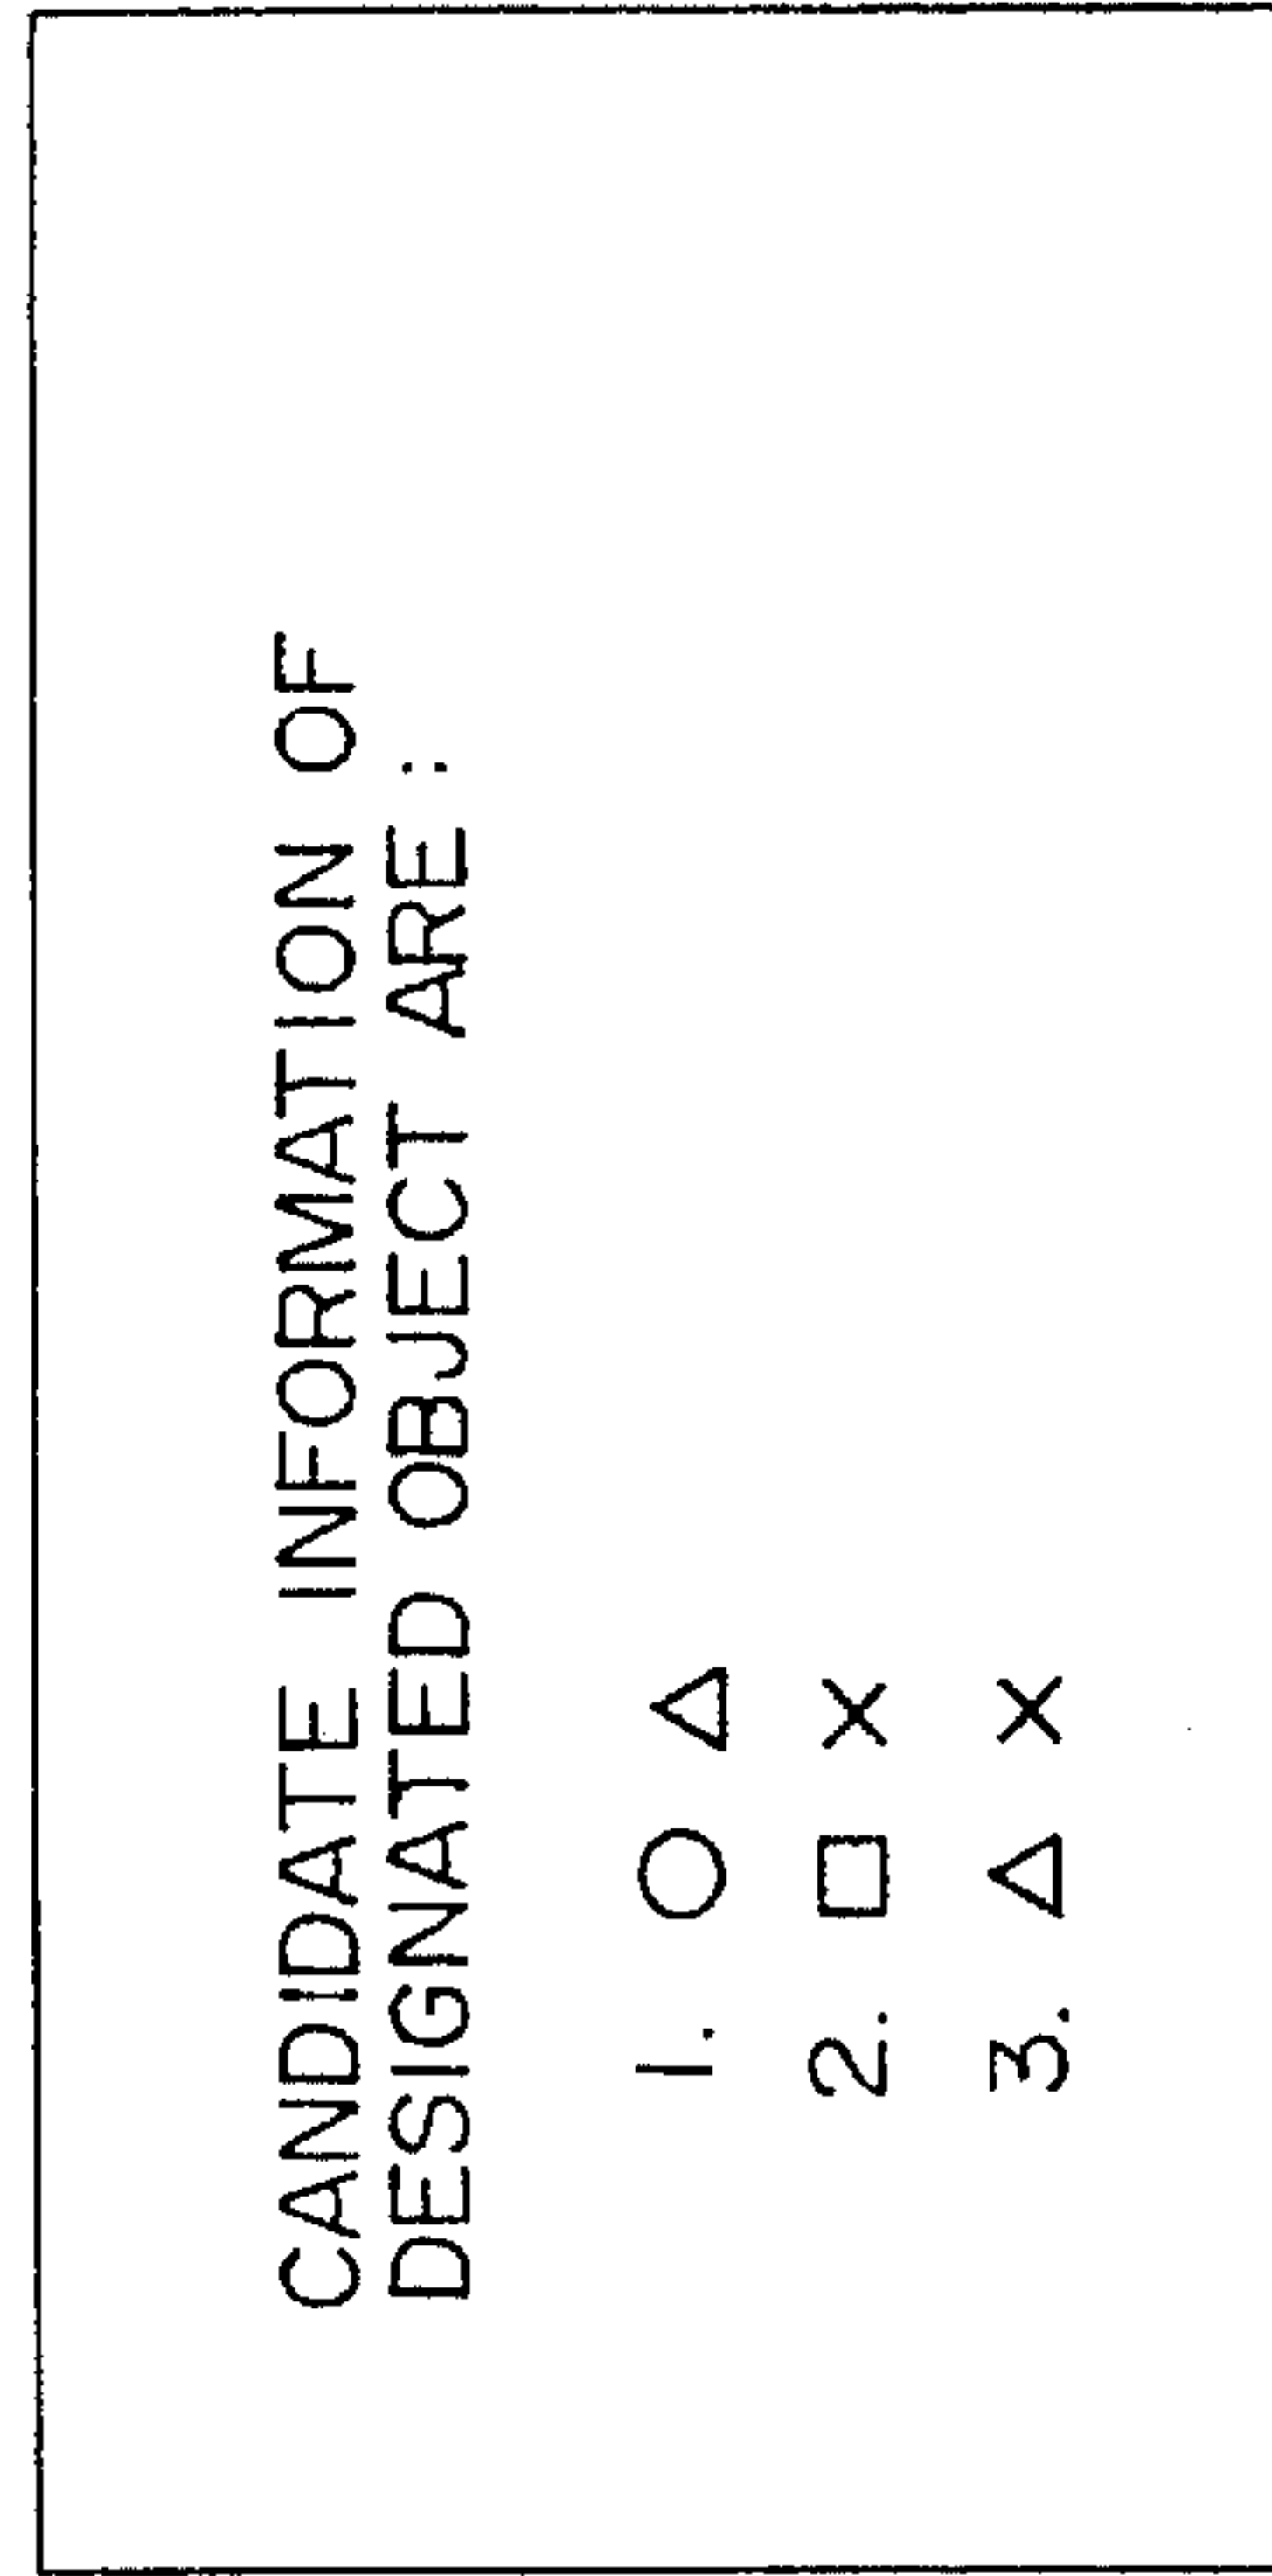 CANDIDATE INFORMATION OF
DESIGNATED OBJECT ARE :
1. ○ △
2. □ ×
3. △ ×